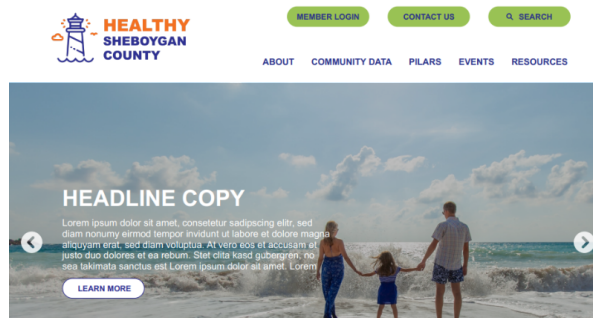 HEALTHY
SHEBOYGAN
COUNTY
MEMBER LOGIN
CONTACT US
SEARCH
ABOUT
COMMUNITY DATA
PILARS
EVENTS
RESOURCES
HEADLINE COPY
Lorem ipsum dolor sit amet, consetetur sadipscing elitr, sed
diam nonumy eirmod tempor invidunt ut labore et dolore magna
aliquyam erat, sed diam voluptua. At vero eos et accusam et
justo duo dolores et ea rebum. Stet clita kasd gubergren, no
sea takimata sanctus est Lorem ipsum dolor sit amet. Lorem
LEARN MORE